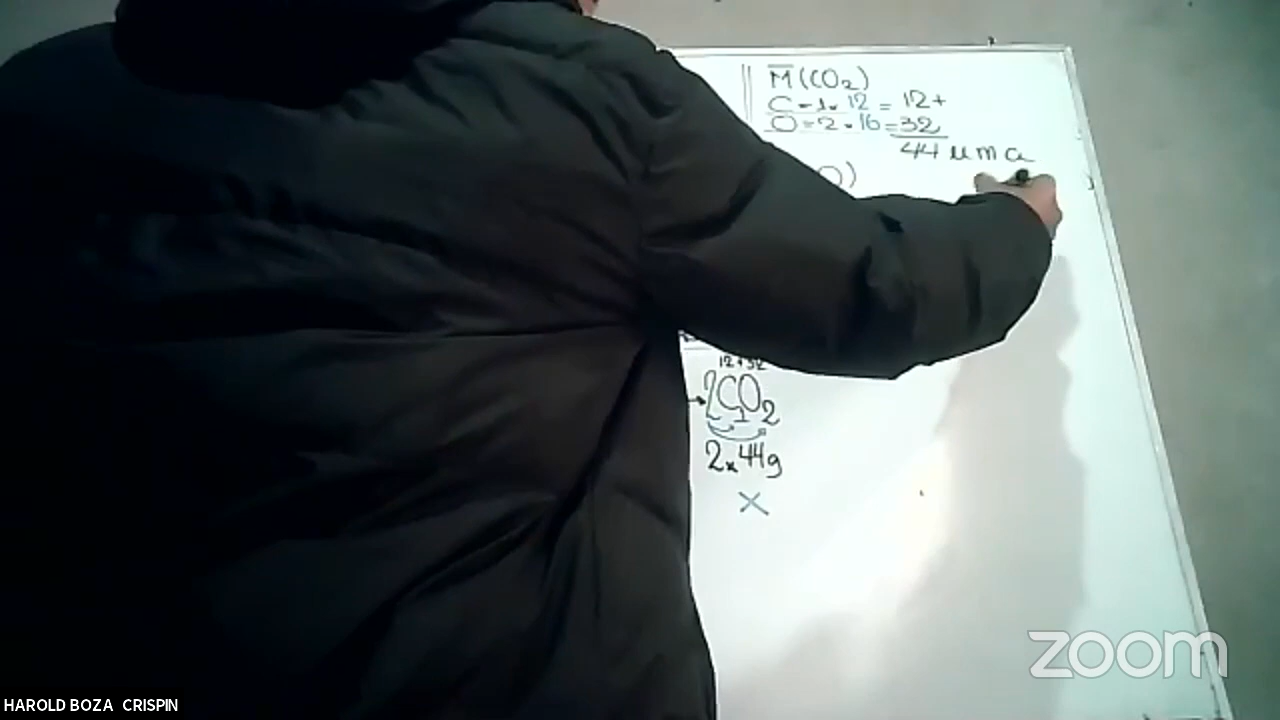 M̅(CO₂)
C = 1 × 12 = 12 +
O = 2 × 16 = 32
44 uma
O)
12+32
→ 2CO₂
2 × 44g
X
zoom
HAROLD BOZA CRISPIN